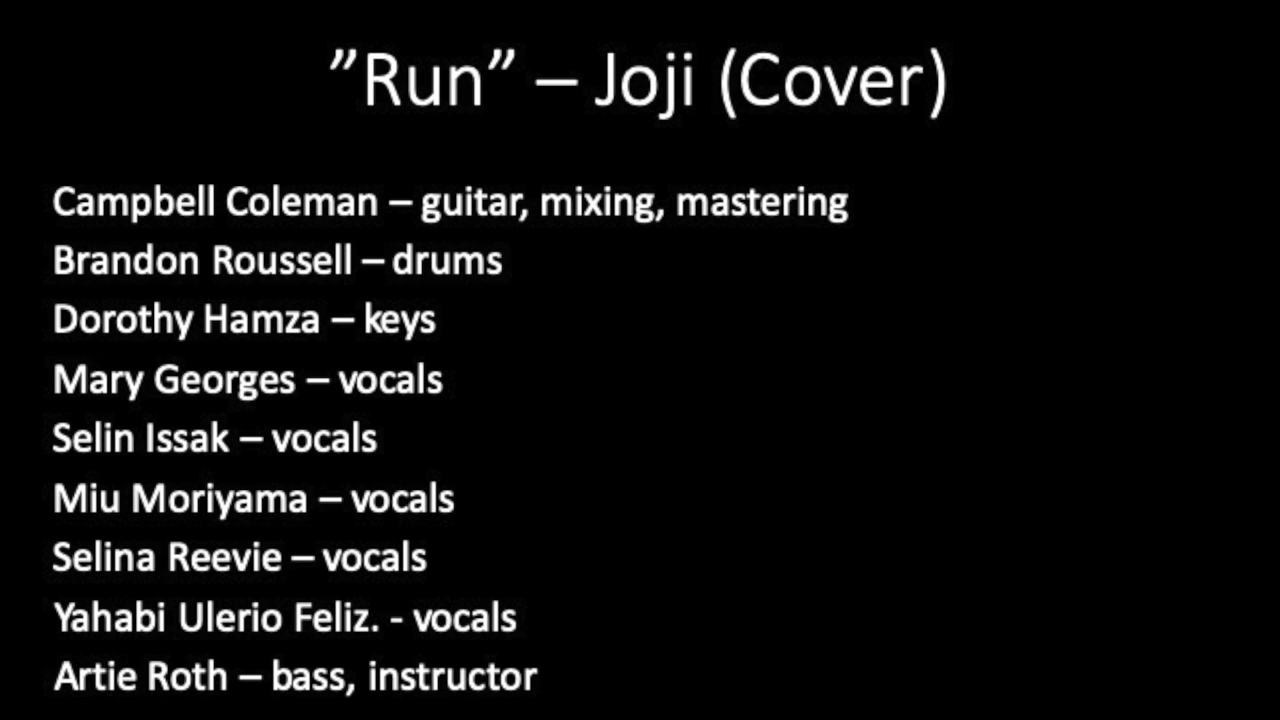 ”Run” – Joji (Cover)
Campbell Coleman – guitar, mixing, mastering
Brandon Roussell – drums
Dorothy Hamza – keys
Mary Georges – vocals
Selin Issak – vocals
Miu Moriyama – vocals
Selina Reevie – vocals
Yahabi Ulerio Feliz. - vocals
Artie Roth – bass, instructor